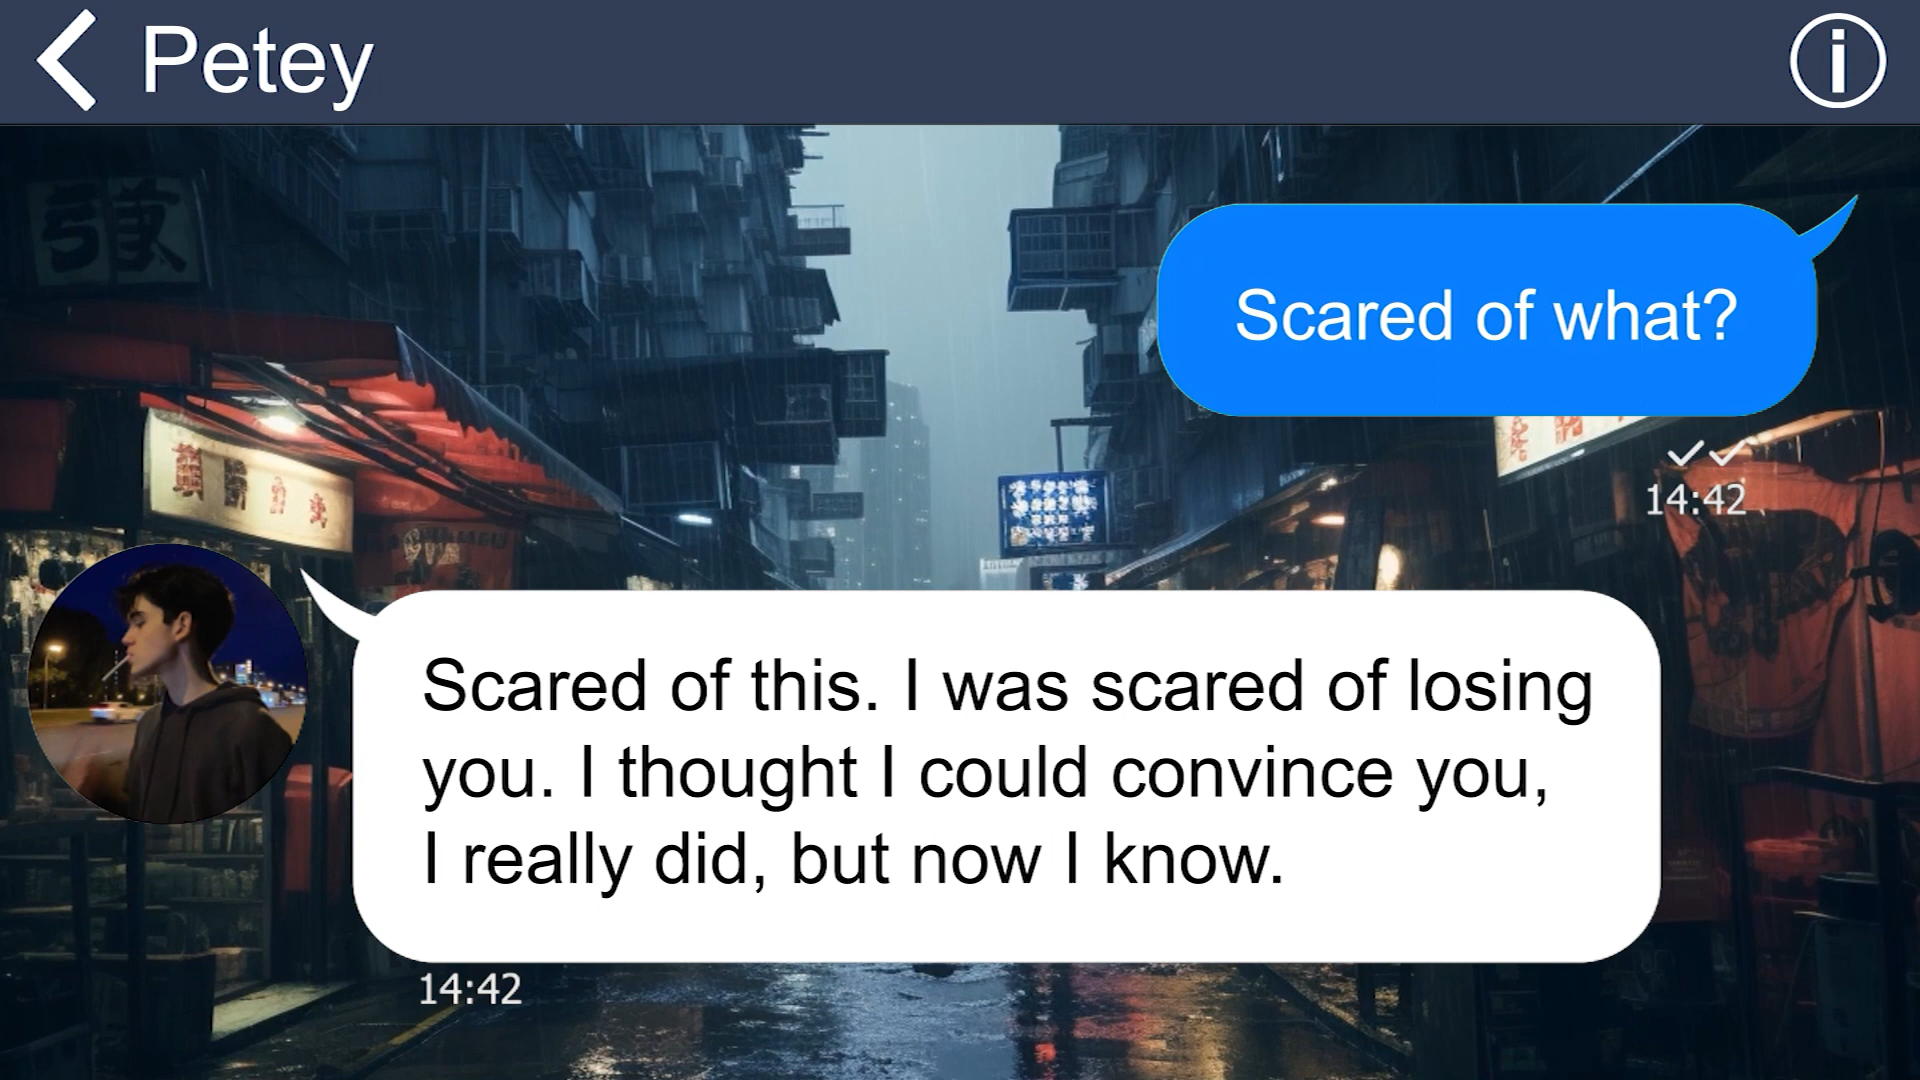 Petey
Scared of what?
14:42
Scared of this. I was scared of losing
you. I thought I could convince you,
I really did, but now I know.
14:42